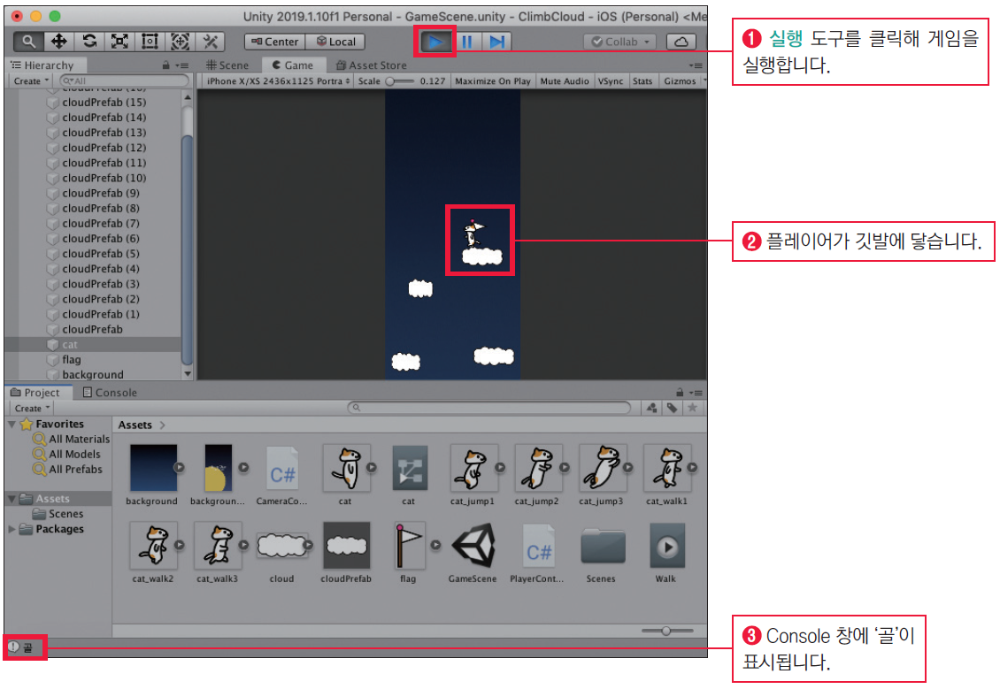 Unity 2019.1.10f1 Personal - GameScene.unity - ClimbCloud - iOS (Personal) <Me
❶ 실행 도구를 클릭해 게임을
실행합니다.
Center Local Collab
Hierarchy Scene Game Asset Store
Create All iPhone X/XS 2436x1125 Portra Scale 0.127 Maximize On Play Mute Audio VSync Stats Gizmos
cloudPrefab (16)
cloudPrefab (15)
cloudPrefab (14)
cloudPrefab (13)
cloudPrefab (12)
cloudPrefab (11)
cloudPrefab (10)
cloudPrefab (9)
cloudPrefab (8)
cloudPrefab (7)
cloudPrefab (6)
cloudPrefab (5)
cloudPrefab (4)
cloudPrefab (3)
cloudPrefab (2)
cloudPrefab (1)
cloudPrefab
cat
flag
background
❷ 플레이어가 깃발에 닿습니다.
Project Console
Create
Favorites
All Materials
All Models
All Prefabs
Assets
Scenes
Packages
Assets >
C#
background backgroun... CameraCo... cat cat cat_jump1 cat_jump2 cat_jump3 cat_walk1
C#
cat_walk2 cat_walk3 cloud cloudPrefab flag GameScene PlayerCont... Scenes Walk
골
❸ Console 창에 ‘골’이
표시됩니다.